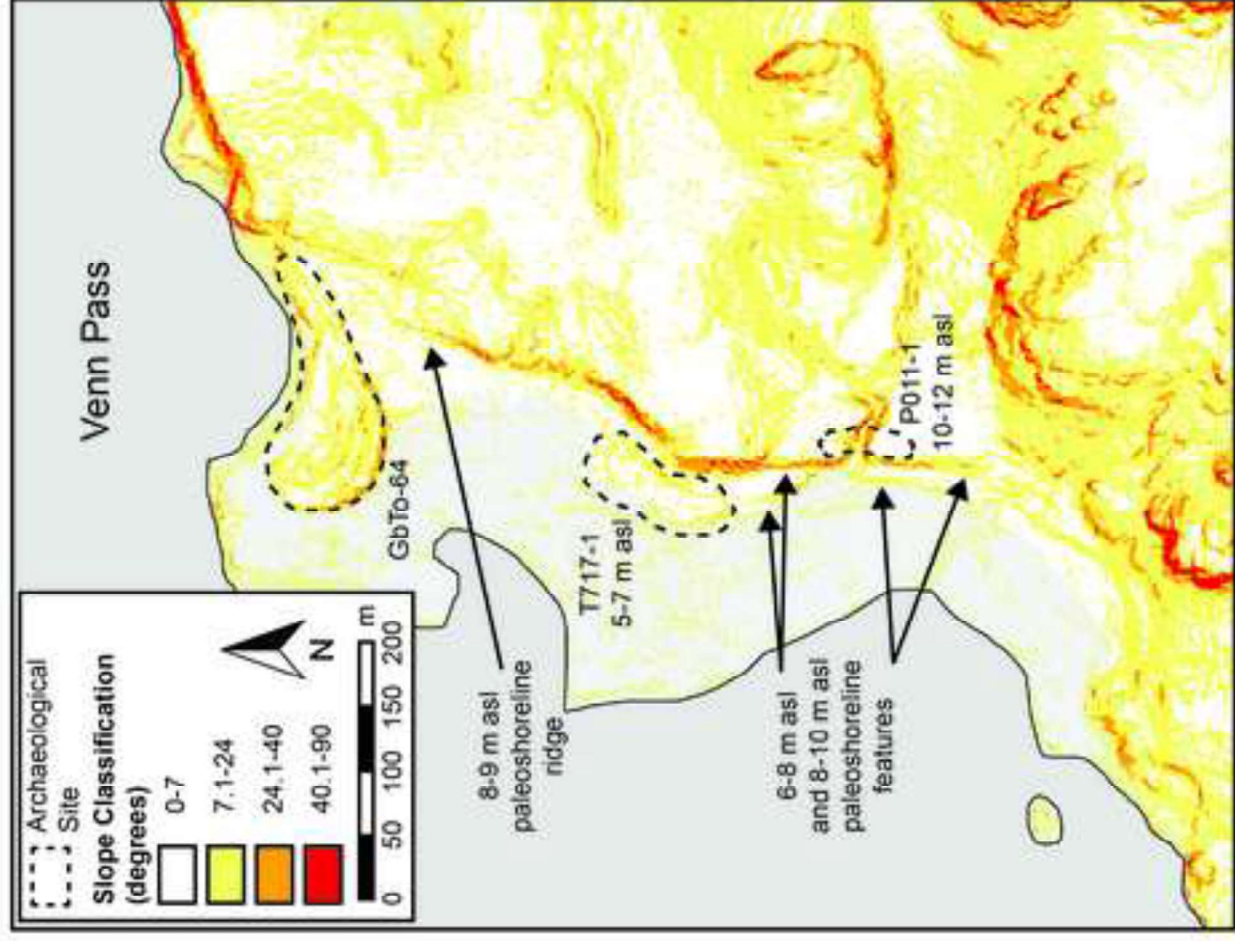 Venn Pass
Archaeological
Site
Slope Classification
(degrees)
0-7
7.1-24
24.1-40
40.1-90
N
0 50 100 150 200 m
GbTo-64
8-9 m asl
paleoshoreline
ridge
T717-1
5-7 m asl
6-8 m asl
and 8-10 m asl
paleoshoreline
features
P011-1
10-12 m asl